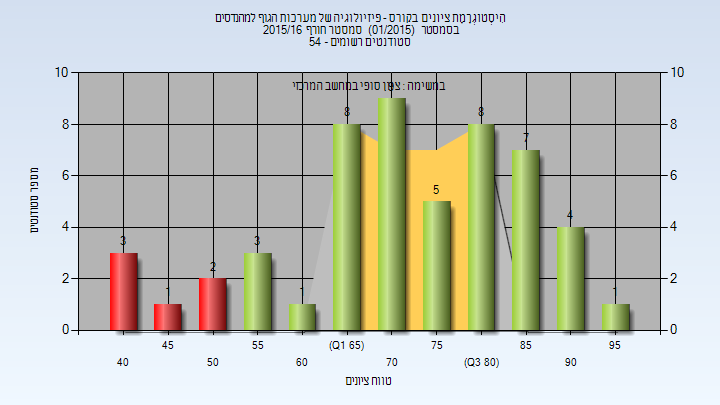 הִיסְטוֹגְרָמַת ציונים בקורס - פיזיולוגיה של מערכות הגוף למהנדסים
בסמסטר (01/2015) סמסטר חורף 2015/16
סטודנטים רשומים - 54
במשימה : ציון סופי במחשב המרכזי
מספר סטודנטים
10 10
8 8
6 6
4 4
2 2
0 0
3 1 2 3 1 8 9 5 8 7 4 1
45 55 (Q1 65) 75 85 95
40 50 60 70 (Q3 80) 90
טווח ציונים